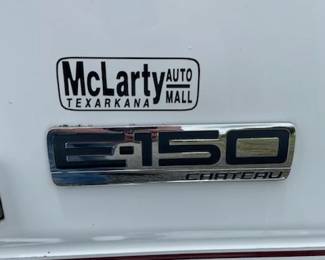 McLarty AUTO MALL
TEXARKANA
E-150
CHATEAU